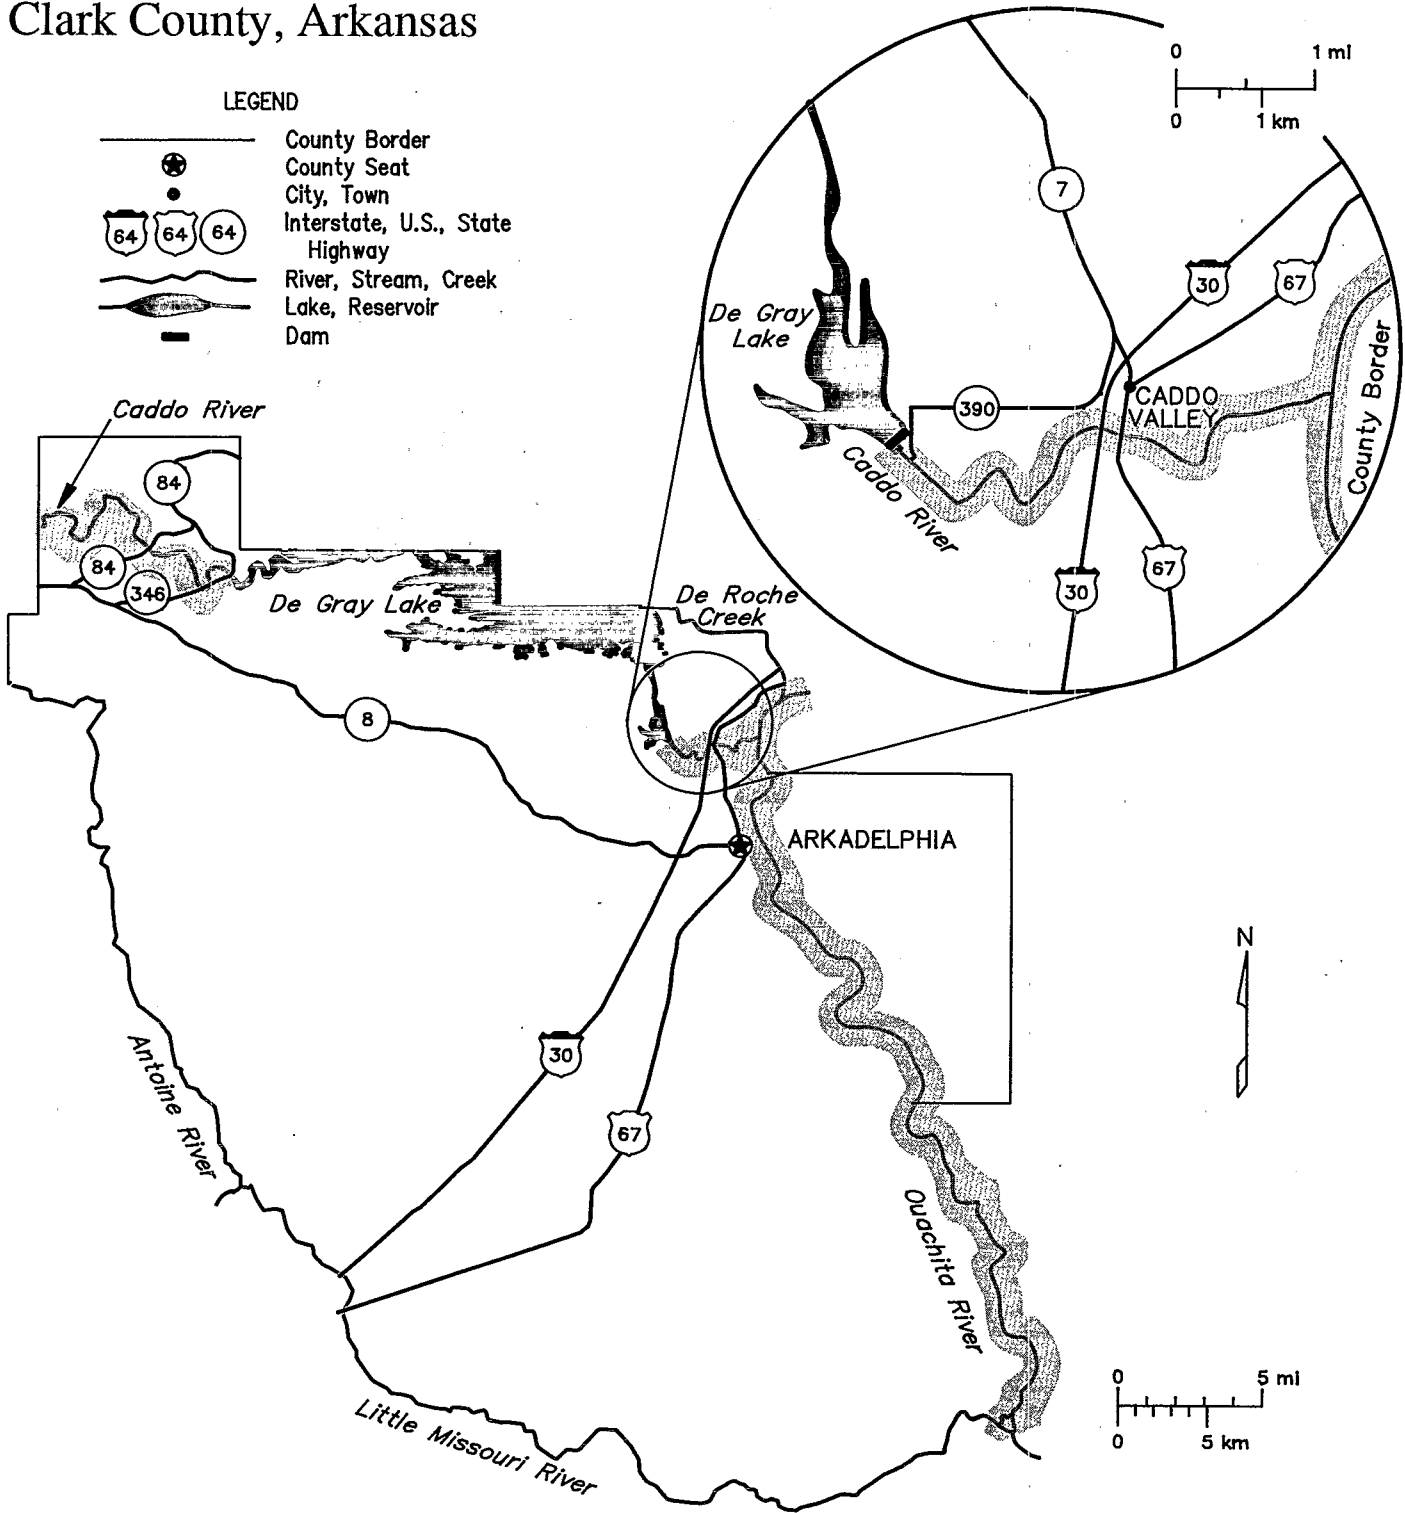 Clark County, Arkansas
LEGEND
County Border
County Seat
City, Town
64 64 64 Interstate, U.S., State
Highway
River, Stream, Creek
Lake, Reservoir
Dam
0 1 mi
0 1 km
7
30
67
De Gray
Lake
390
CADDO
VALLEY
County Border
Caddo River
30
67
Caddo River
84
84
346
De Gray Lake
De Roche
Creek
8
ARKADELPHIA
N
30
Antoine River
67
Ouachita River
Little Missouri River
0 5 mi
0 5 km